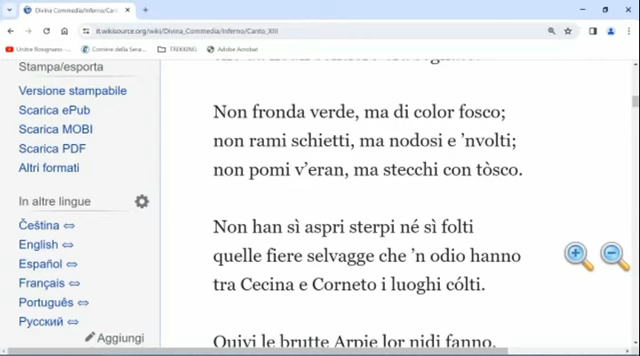 Divina Commedia/Inferno/Canto
it.wikisource.org/wiki/Divina_Commedia/Inferno/Canto_XIII
Unitre Rosignano -
Corriere della Sera...
TREKKING
Adobe Acrobat
Stampa/esporta
Versione stampabile
Scarica ePub
Scarica MOBI
Scarica PDF
Altri formati
In altre lingue
Čeština ⇔
English ⇔
Español ⇔
Français ⇔
Português ⇔
Русский ⇔
Aggiungi
Non fronda verde, ma di color fosco;
non rami schietti, ma nodosi e ’nvolti;
non pomi v’eran, ma stecchi con tòsco.
Non han sì aspri sterpi né sì folti
quelle fiere selvagge che ’n odio hanno
tra Cecina e Corneto i luoghi cólti.
Quivi le brutte Arpie lor nidi fanno,